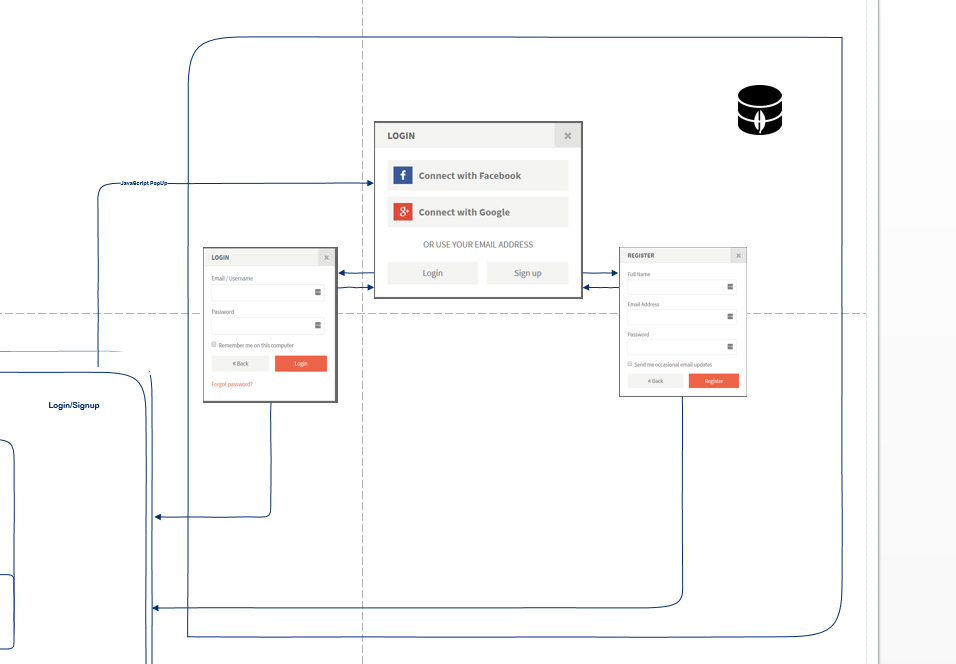 LOGIN
Connect with Facebook
Connect with Google
OR USE YOUR EMAIL ADDRESS
Login
Sign up
JavaScript PopUp
LOGIN
Email / Username
Password
Remember me on this computer
< Back
Login
Forgot password?
REGISTER
Full Name
Email Address
Password
Send me occasional email updates
< Back
Register
Login/Signup